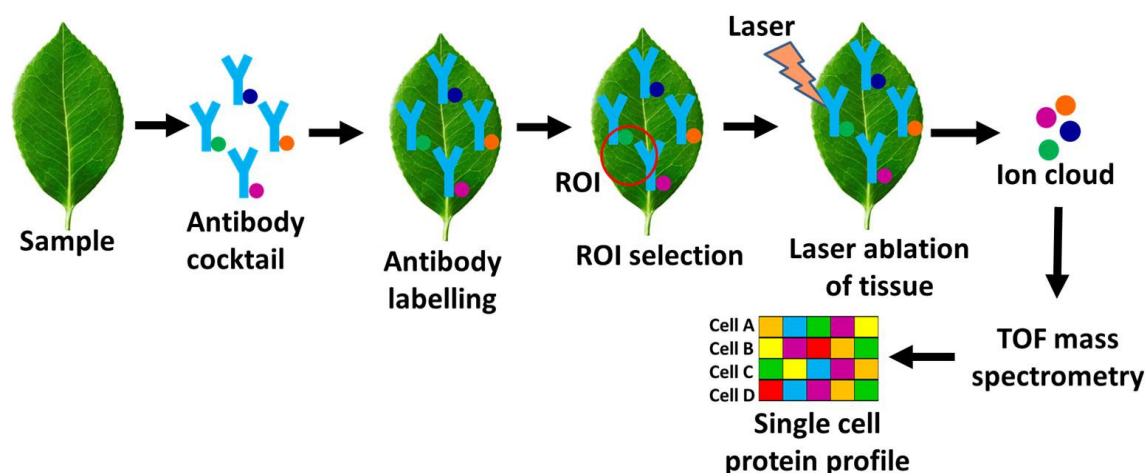 Sample
Antibody
cocktail
Antibody
labelling
ROI
ROI selection
Laser
Laser ablation
of tissue
Ion cloud
TOF mass
spectrometry
Cell A
Cell B
Cell C
Cell D
Single cell
protein profile